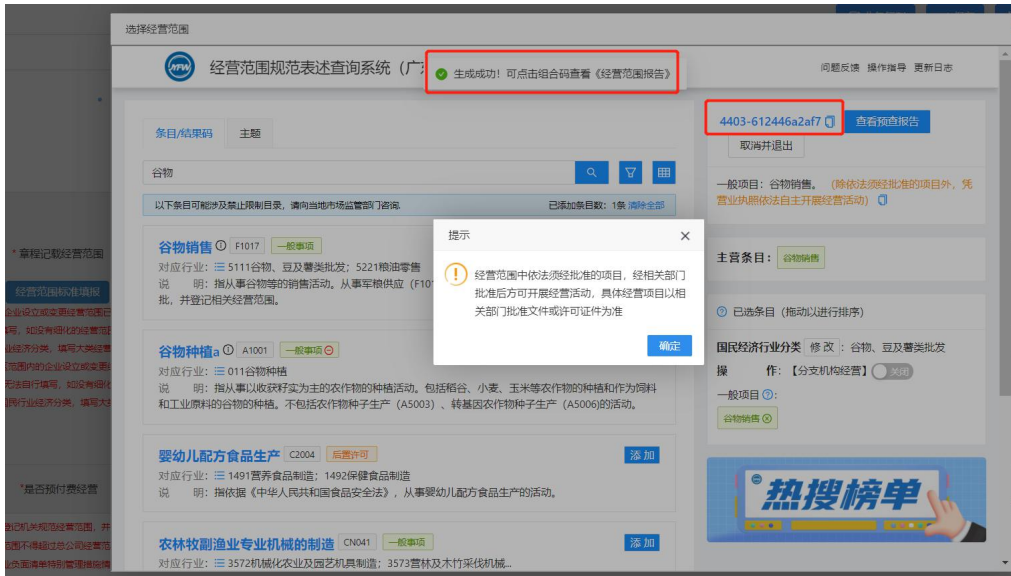 选择经营范围
经营范围规范表述查询系统（广
生成成功！可点击组合码查看《经营范围报告》
问题反馈 操作指导 更新日志
条目/结果码 主题
谷物
以下条目可能涉及禁止限制目录，请向当地市场监管部门咨询. 已添加条目数：1条 清除全部
谷物销售 F1017 一般事项
对应行业：5111谷物、豆及薯类批发；5221粮油零售
说 明：指从事谷物等的销售活动。从事军粮供应（F10
批，并登记相关经营范围。
谷物种植a A1001 一般事项
对应行业：011谷物种植
说 明：指从事以收获籽实为主的农作物的种植活动。包括稻谷、小麦、玉米等农作物的种植和作为饲料
和工业原料的谷物的种植。不包括农作物种子生产（A5003）、转基因农作物种子生产（A5006)的活动。
婴幼儿配方食品生产 C2004 后置许可 添加
对应行业：1491营养食品制造；1492保健食品制造
说 明：指依据《中华人民共和国食品安全法》，从事婴幼儿配方食品生产的活动。
农林牧副渔业专业机械的制造 CN041 一般事项 添加
对应行业：3572机械化农业及园艺机具制造；3573营林及木竹采伐机械...
提示
经营范围中依法须经批准的项目，经相关部门
批准后方可开展经营活动，具体经营项目以相
关部门批准文件或许可证件为准
确定
4403-612446a2af7 查看预查报告
取消并退出
一般项目：谷物销售。（除依法须经批准的项目外，凭
营业执照依法自主开展经营活动）
主营条目： 谷物销售
已选条目（拖动以进行排序）
国民经济行业分类 修改 ：谷物、豆及薯类批发
操 作：【分支机构经营】 关闭
一般项目：
谷物销售
热搜榜单
* 章程记载经营范围
经营范围标准填报
*是否预付费经营